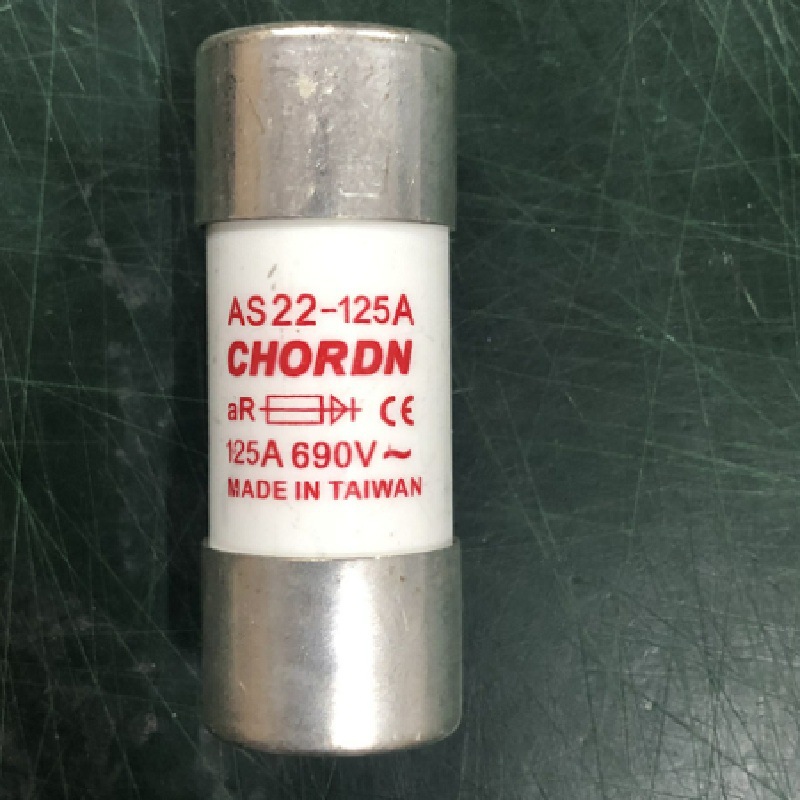 AS22-125A
CHORDN
aR CE
125A 690V~
MADE IN TAIWAN